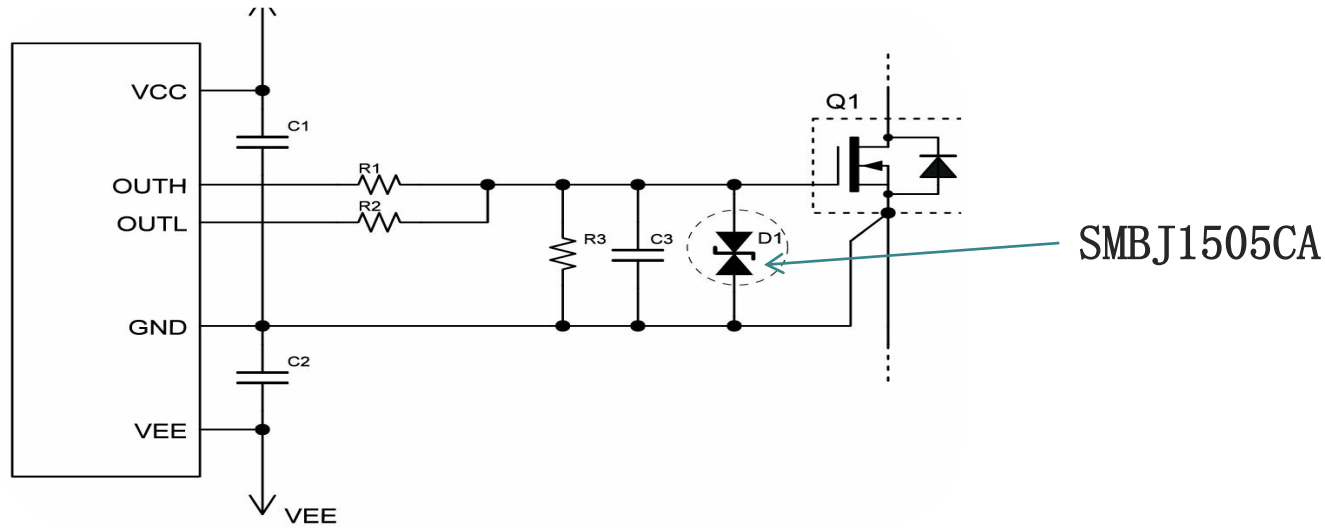 VCC
C1
Q1
OUTH
R1
OUTL
R2
R3
C3
D1
SMBJ1505CA
GND
C2
VEE
VEE